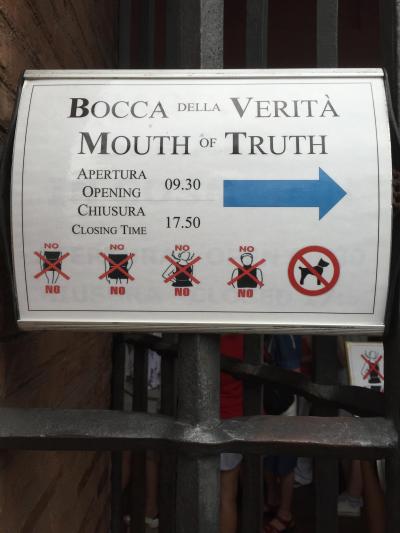 BOCCA DELLA VERITÀ
MOUTH OF TRUTH
APERTURA
OPENING
09.30
CHIUSURA
CLOSING TIME
17.50
NO NO NO NO
NO NO NO NO